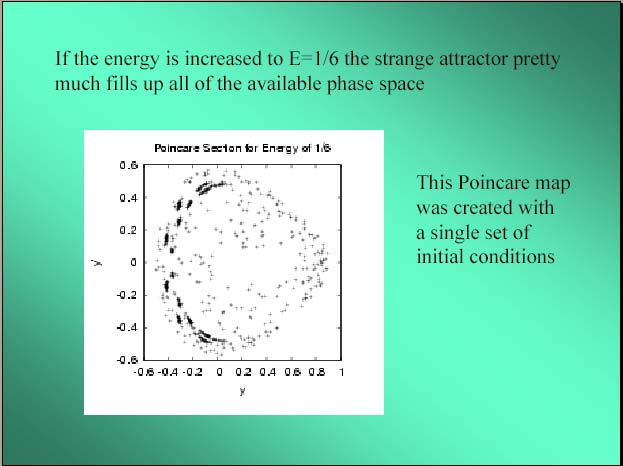 If the energy is increased to E=1/6 the strange attractor pretty
much fills up all of the available phase space
Poincare Section for Energy of 1/6
0.6
0.4
0.2
0
-0.2
-0.4
-0.6
y'
-0.6 -0.4 -0.2 0 0.2 0.4 0.6 0.8 1
y
This Poincare map
was created with
a single set of
initial conditions